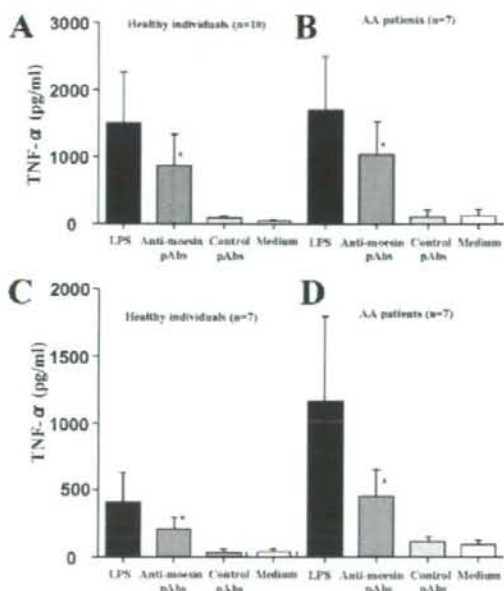 A
Healthy individuals (n=10)
B
AA patients (n=7)
TNF-α (pg/ml)
3000
2000
1000
0
LPS Anti-moesin pAbs Control pAbs Medium
LPS Anti-moesin pAbs Control pAbs Medium
C
Healthy individuals (n=7)
D
AA patients (n=7)
TNF-α (pg/ml)
2000
1500
1000
500
0
LPS Anti-moesin pAbs Control pAbs Medium
LPS Anti-moesin pAbs Control pAbs Medium